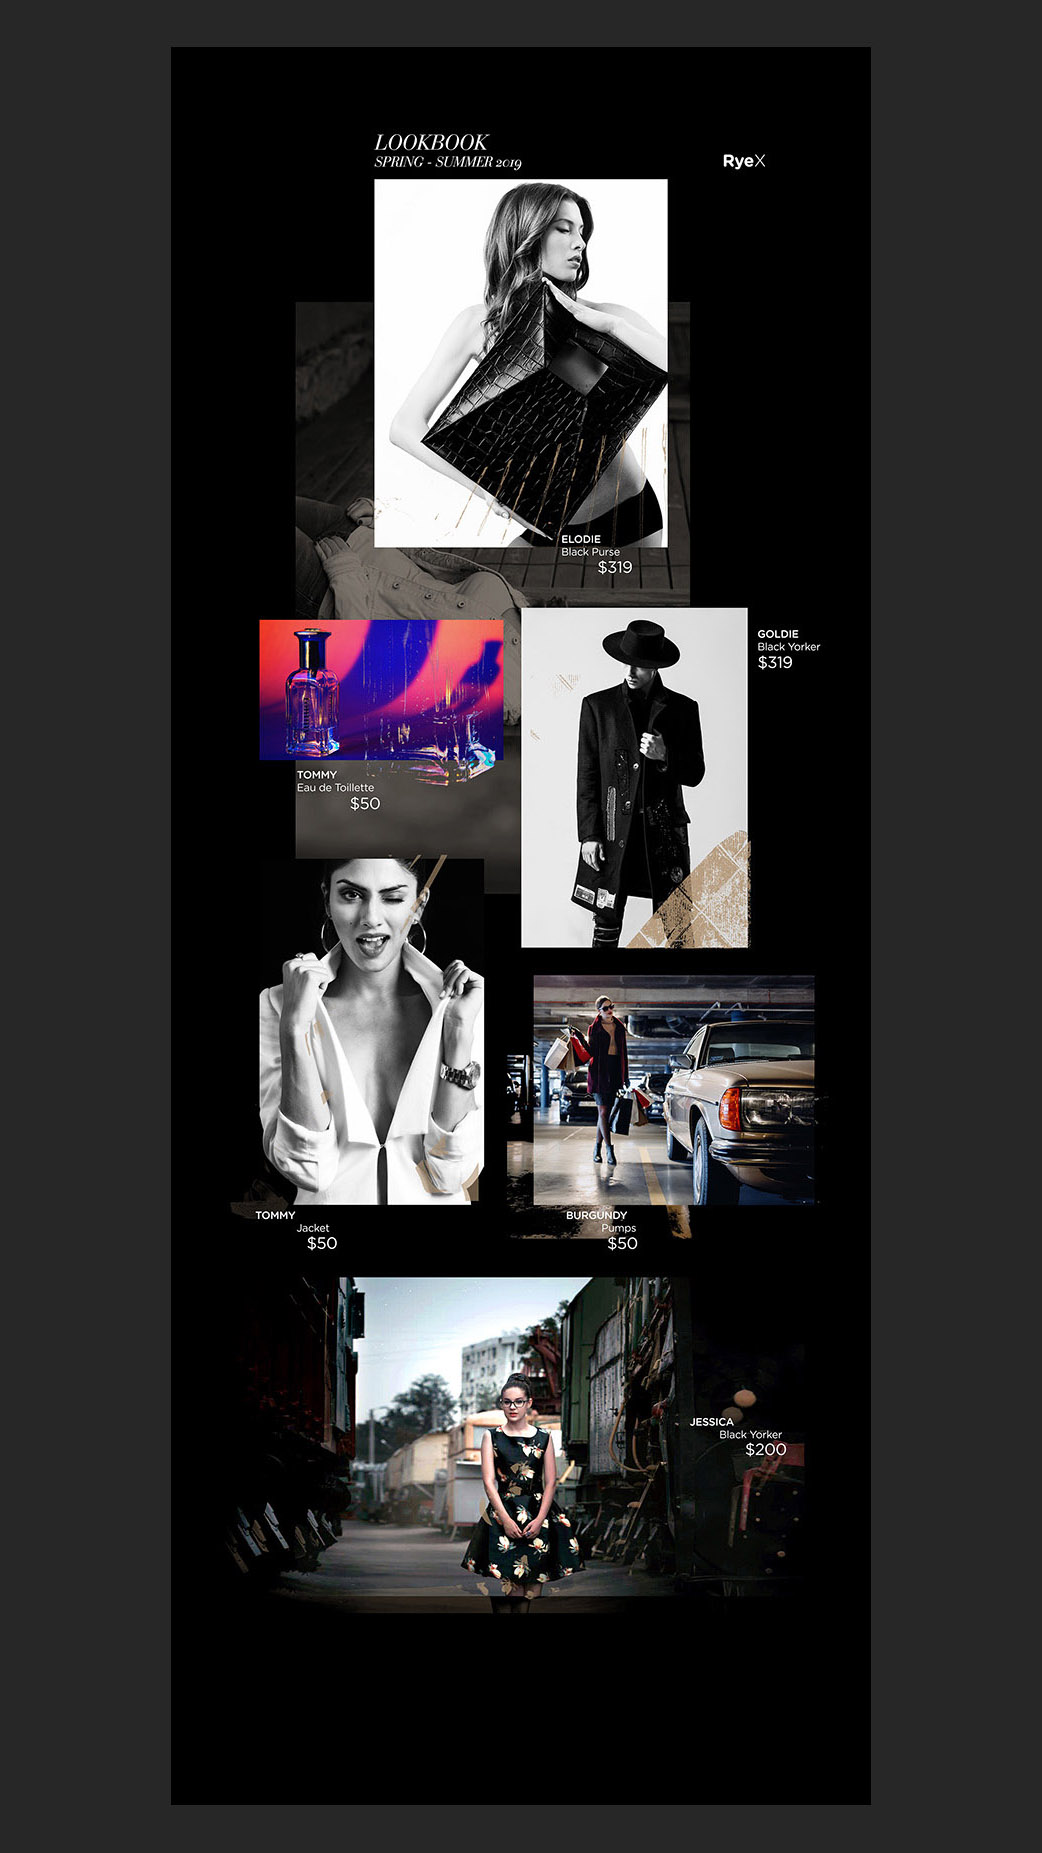 LOOKBOOK
SPRING - SUMMER 2019
RyeX
ELODIE
Black Purse
$319
GOLDIE
Black Yorker
$319
TOMMY
Eau de Toillette
$50
TOMMY
Jacket
$50
BURGUNDY
Pumps
$50
JESSICA
Black Yorker
$200